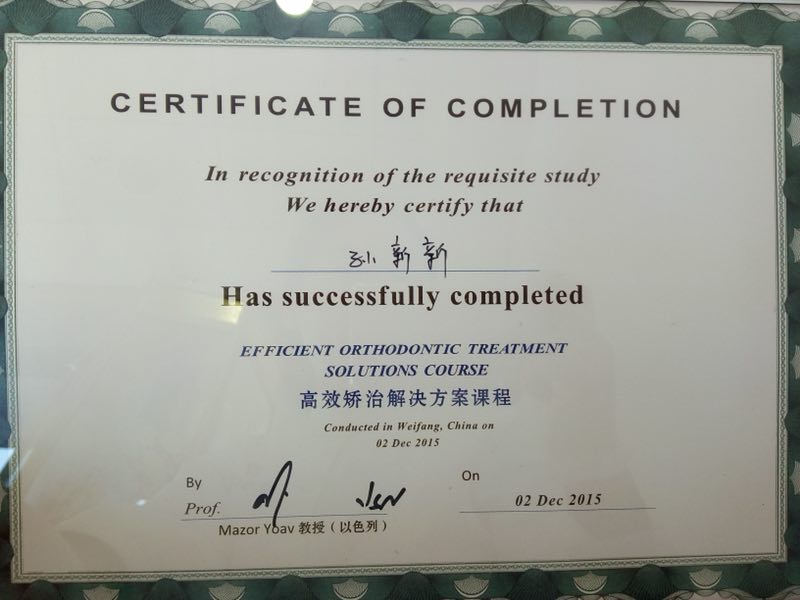 CERTIFICATE OF COMPLETION
In recognition of the requisite study
We hereby certify that
孙新新
Has successfully completed
EFFICIENT ORTHODONTIC TREATMENT
SOLUTIONS COURSE
高效矫治解决方案课程
Conducted in Weifang, China on
02 Dec 2015
By
Prof.
Mazor Yoav 教授（以色列）
On
02 Dec 2015